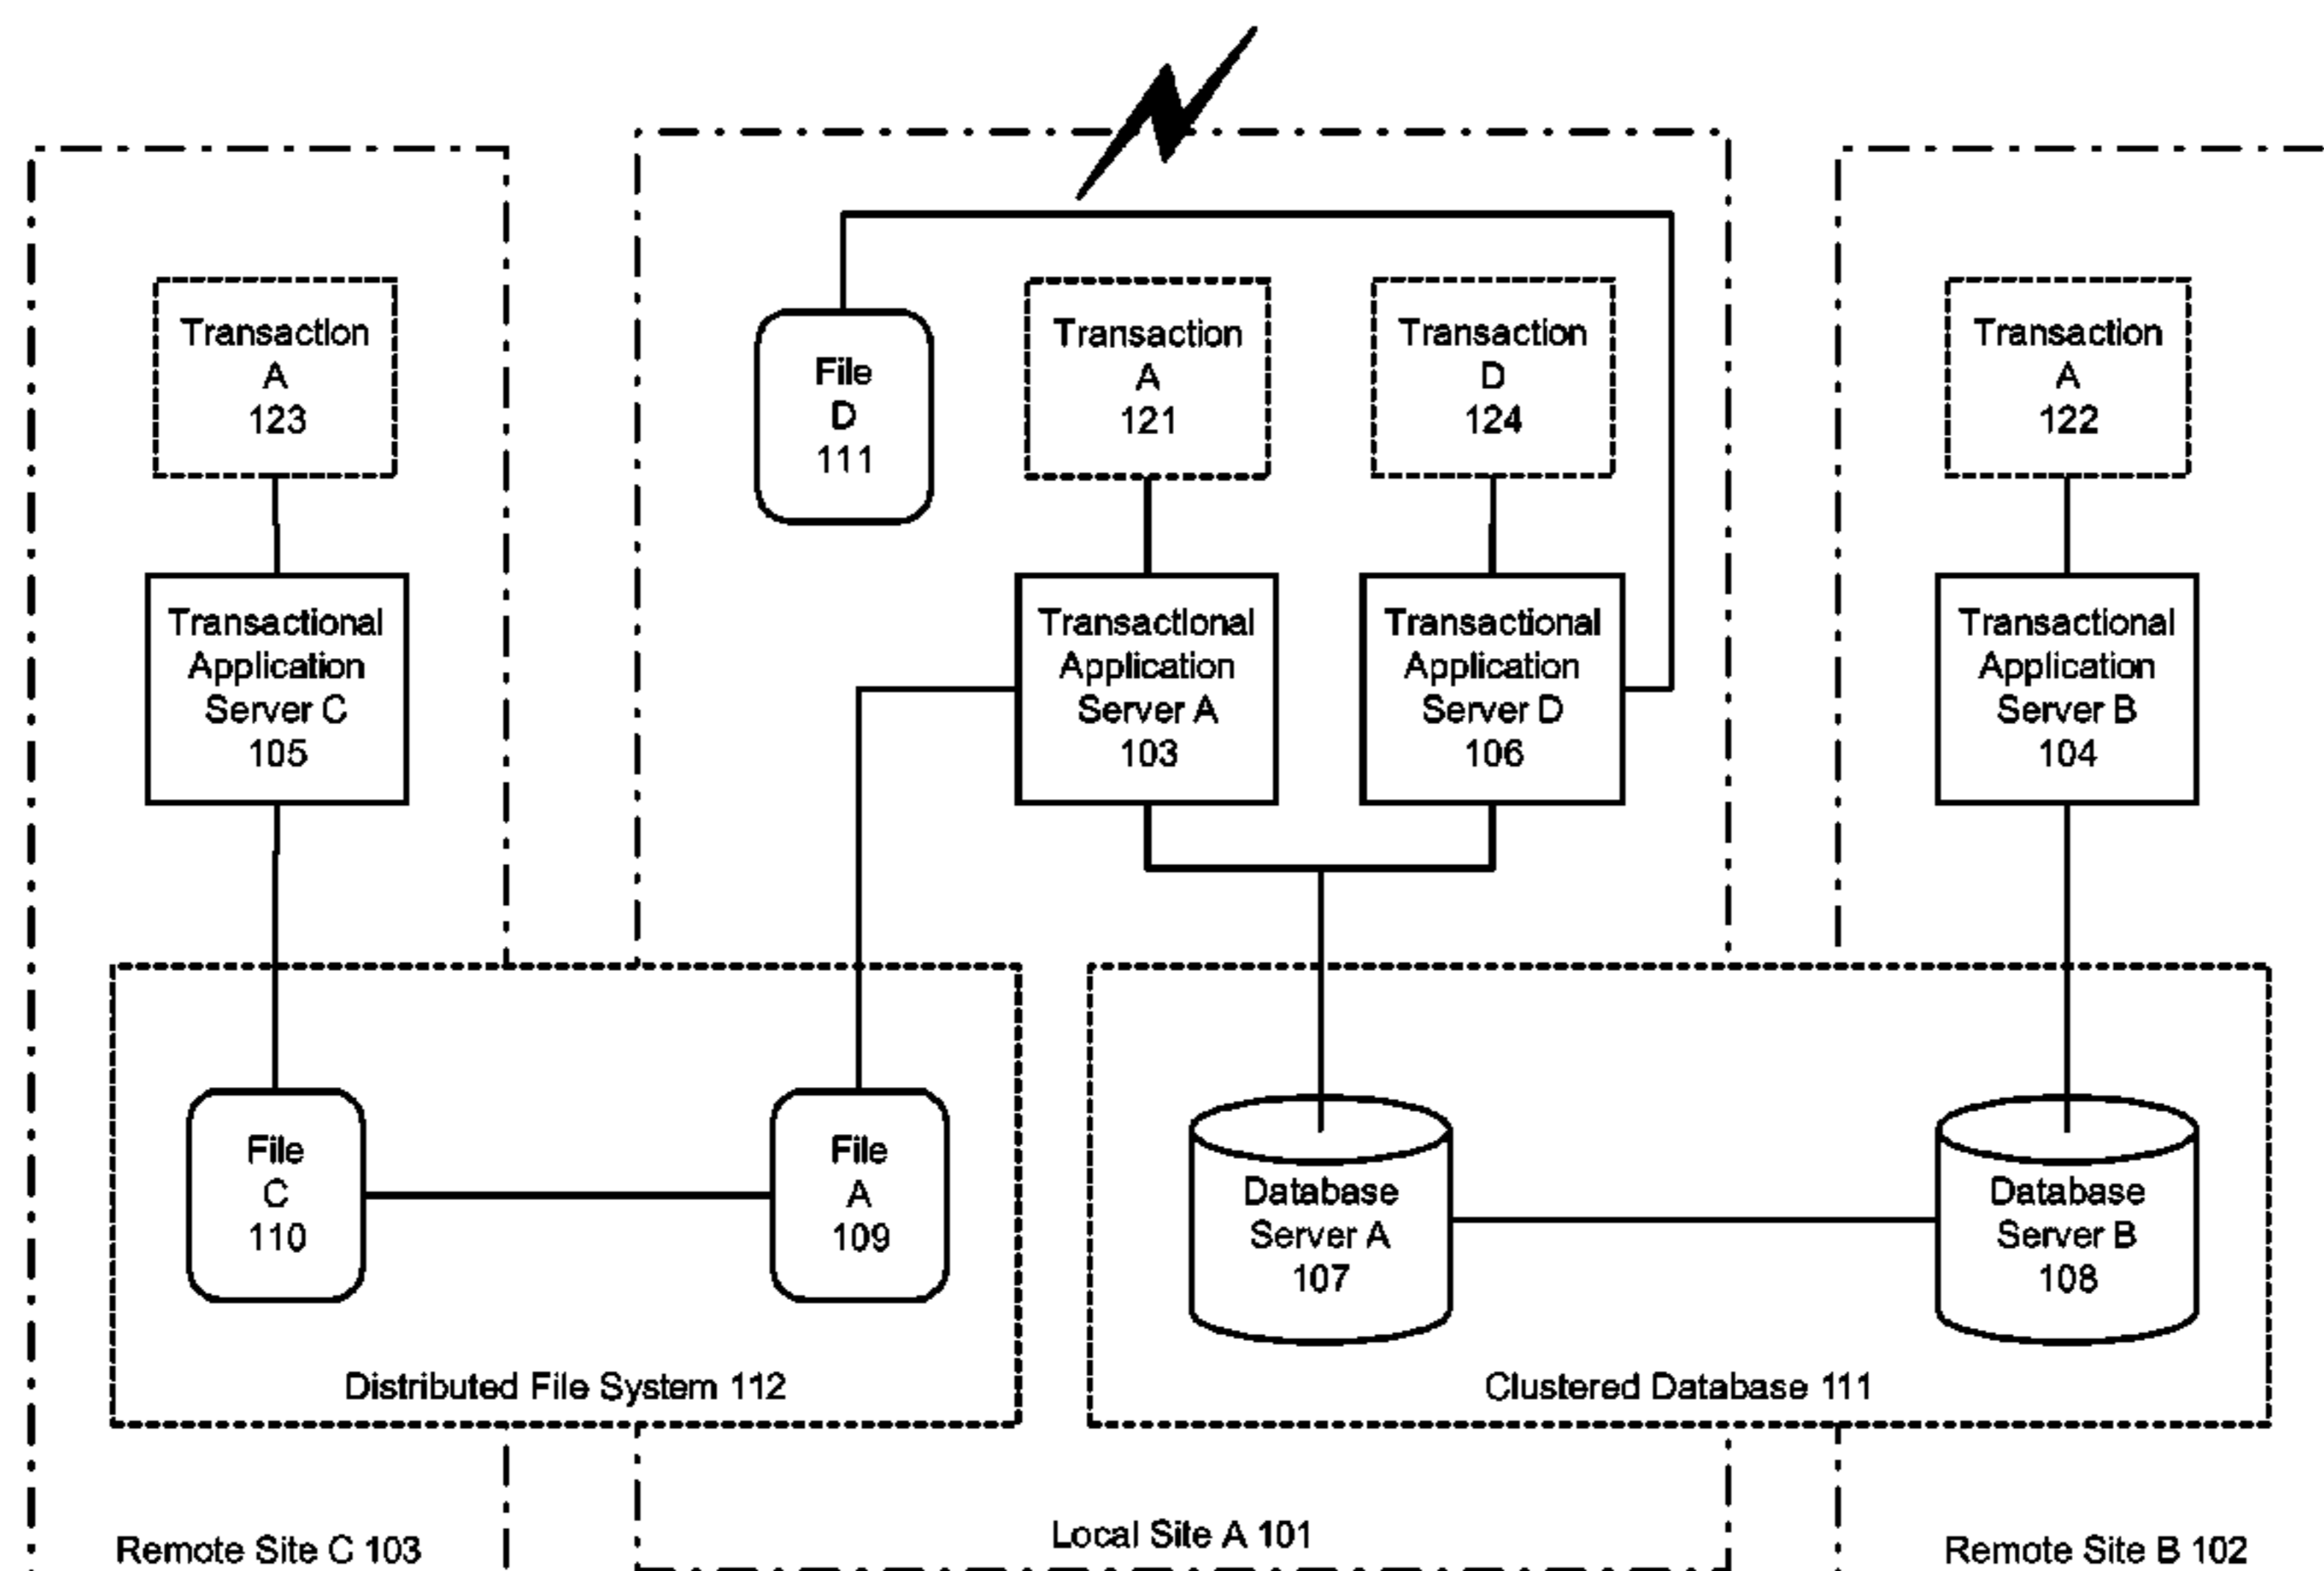 Transaction
A
123
File
D
111
Transaction
A
121
Transaction
D
124
Transaction
A
122
Transactional
Application
Server C
105
Transactional
Application
Server A
103
Transactional
Application
Server D
106
Transactional
Application
Server B
104
File
C
110
File
A
109
Database
Server A
107
Database
Server B
108
Distributed File System 112
Clustered Database 111
Remote Site C 103
Local Site A 101
Remote Site B 102